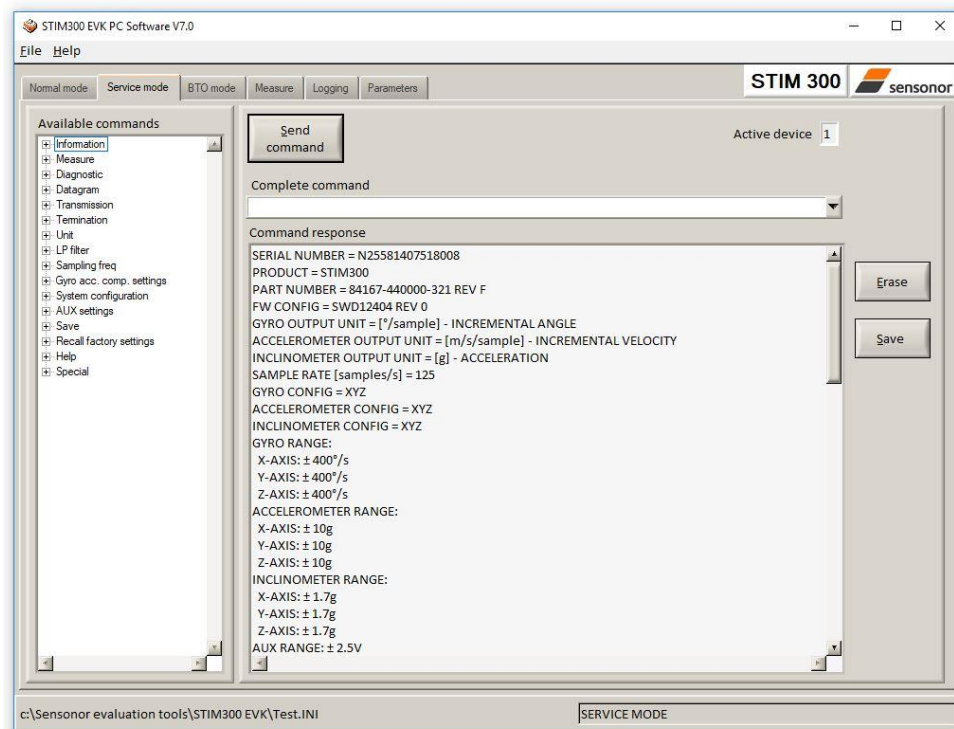 STIM300 EVK PC Software V7.0
File Help
STIM 300 sensonor
Normal mode Service mode BTO mode Measure Logging Parameters
Available commands
Information
Measure
Diagnostic
Datagram
Transmission
Termination
Unit
LP filter
Sampling freq
Gyro acc. comp. settings
System configuration
AUX settings
Save
Recall factory settings
Help
Special
Send
command
Active device 1
Complete command
Command response
SERIAL NUMBER = N25581407518008
PRODUCT = STIM300
PART NUMBER = 84167-440000-321 REV F
FW CONFIG = SWD12404 REV 0
GYRO OUTPUT UNIT = [°/sample] - INCREMENTAL ANGLE
ACCELEROMETER OUTPUT UNIT = [m/s/sample] - INCREMENTAL VELOCITY
INCLINOMETER OUTPUT UNIT = [g] - ACCELERATION
SAMPLE RATE [samples/s] = 125
GYRO CONFIG = XYZ
ACCELEROMETER CONFIG = XYZ
INCLINOMETER CONFIG = XYZ
GYRO RANGE:
X-AXIS: ± 400°/s
Y-AXIS: ± 400°/s
Z-AXIS: ± 400°/s
ACCELEROMETER RANGE:
X-AXIS: ± 10g
Y-AXIS: ± 10g
Z-AXIS: ± 10g
INCLINOMETER RANGE:
X-AXIS: ± 1.7g
Y-AXIS: ± 1.7g
Z-AXIS: ± 1.7g
AUX RANGE: ± 2.5V
Erase
Save
c:\Sensonor evaluation tools\STIM300 EVK\Test.INI
SERVICE MODE